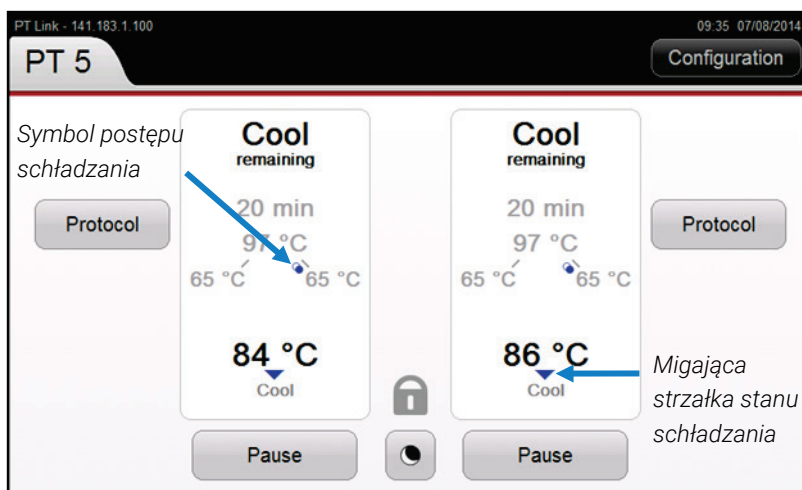 PT Link - 141.183.1.100
09:35 07/08/2014
PT 5
Configuration
Symbol postępu
schładzania
Protocol
Cool
remaining
20 min
97 °C
65 °C
65 °C
84 °C
Cool
Pause
Cool
remaining
20 min
97 °C
65 °C
65 °C
86 °C
Cool
Pause
Protocol
Migająca
strzałka stanu
schładzania